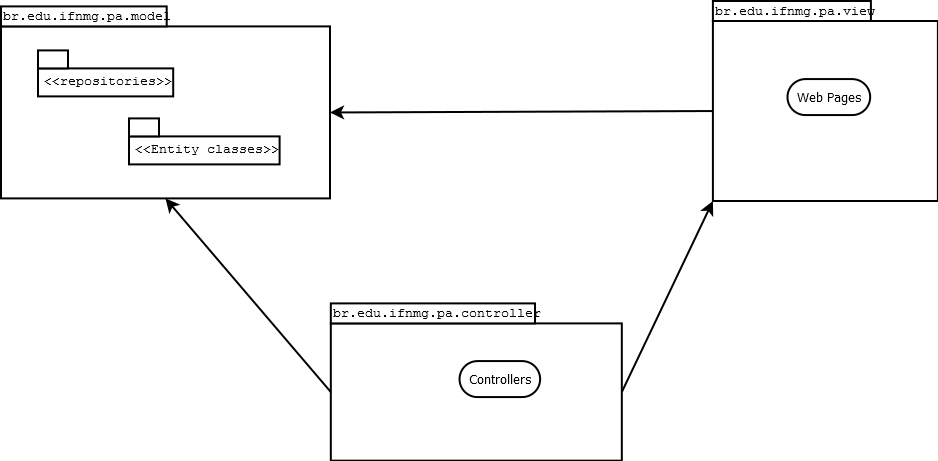 br.edu.ifnmg.pa.model
br.edu.ifnmg.pa.view
<<repositories>>
Web Pages
<<Entity classes>>
br.edu.ifnmg.pa.controller
Controllers